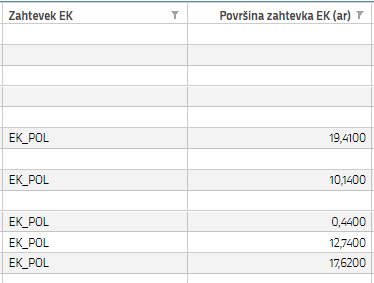 Zahtevek EK Površina zahtevka EK (ar)
EK_POL 19,4100
EK_POL 10,1400
EK_POL 0,4400
EK_POL 12,7400
EK_POL 17,6200